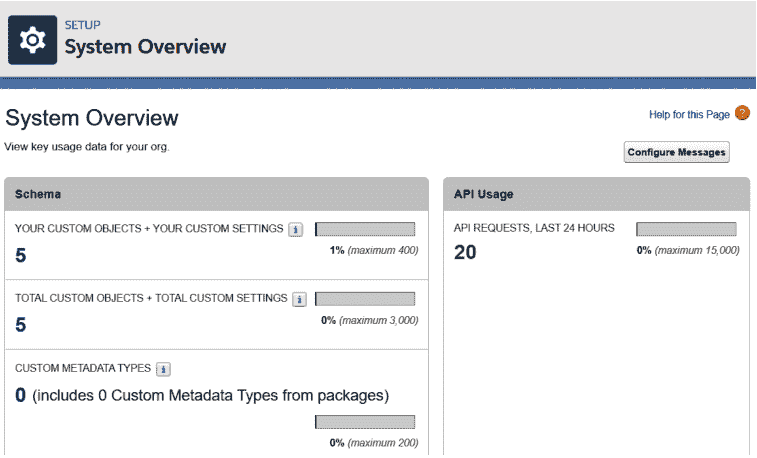 SETUP
System Overview
System Overview
Help for this Page ?
View key usage data for your org.
Configure Messages
Schema
YOUR CUSTOM OBJECTS + YOUR CUSTOM SETTINGS i
5
1% (maximum 400)
TOTAL CUSTOM OBJECTS + TOTAL CUSTOM SETTINGS i
5
0% (maximum 3,000)
CUSTOM METADATA TYPES i
0 (includes 0 Custom Metadata Types from packages)
0% (maximum 200)
API Usage
API REQUESTS, LAST 24 HOURS
20
0% (maximum 15,000)